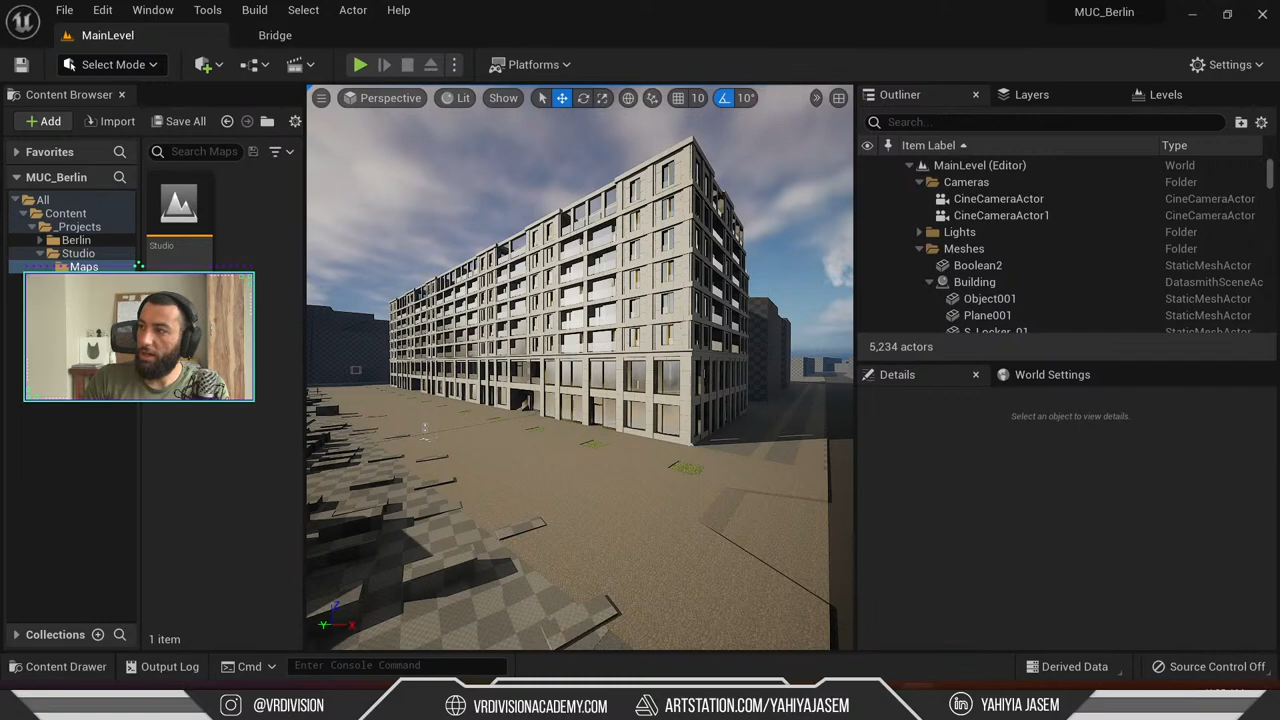 File Edit Window Tools Build Select Actor Help
MUC_Berlin
MainLevel
Bridge
Select Mode
Platforms
Settings
Content Browser
Add
Import
Save All
Favorites
Search Maps
MUC_Berlin
All
Content
_Projects
Berlin
Studio
Maps
Studio
Collections
1 item
Perspective
Lit
Show
10
10°
Outliner
Layers
Levels
Search...
Item Label
Type
MainLevel (Editor)
World
Cameras
Folder
CineCameraActor
CameraActor
CineCameraActor1
CameraActor
Lights
Folder
Meshes
Folder
Boolean2
StaticMeshActor
Building
DatasmithSceneAc
Object001
StaticMeshActor
Plane001
StaticMeshActor
S_Locker_01
StaticMeshActor
5,234 actors
Details
World Settings
Select an object to view details.
Content Drawer
Output Log
Cmd
Enter Console Command
Derived Data
Source Control Off
@VRDIVISION
VRDIVISIONACADEMY.COM
ARTSTATION.COM/YAHIYAJASEM
YAHIYIA JASEM